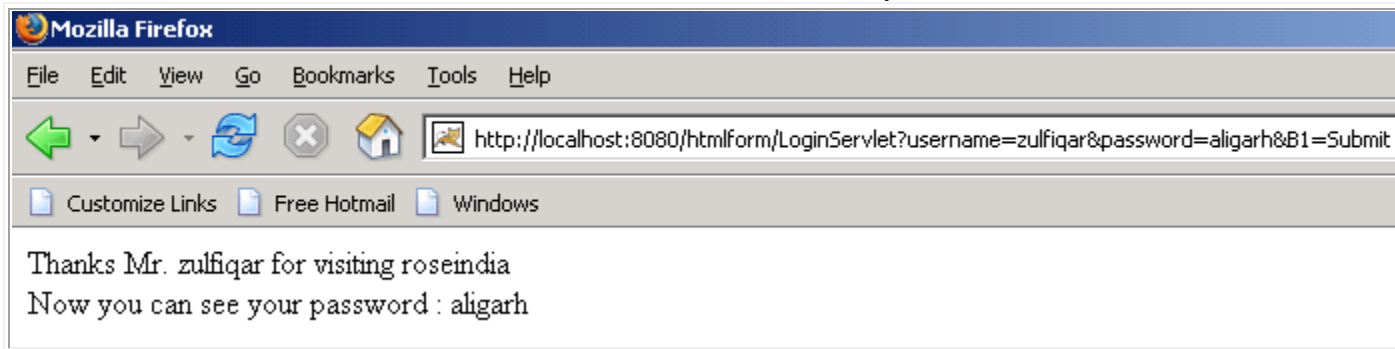 Mozilla Firefox
File Edit View Go Bookmarks Tools Help
http://localhost:8080/htmlform/LoginServlet?username=zulfiqar&password=aligarh&B1=Submit
Customize Links Free Hotmail Windows
Thanks Mr. zulfiqar for visiting roseindia
Now you can see your password : aligarh